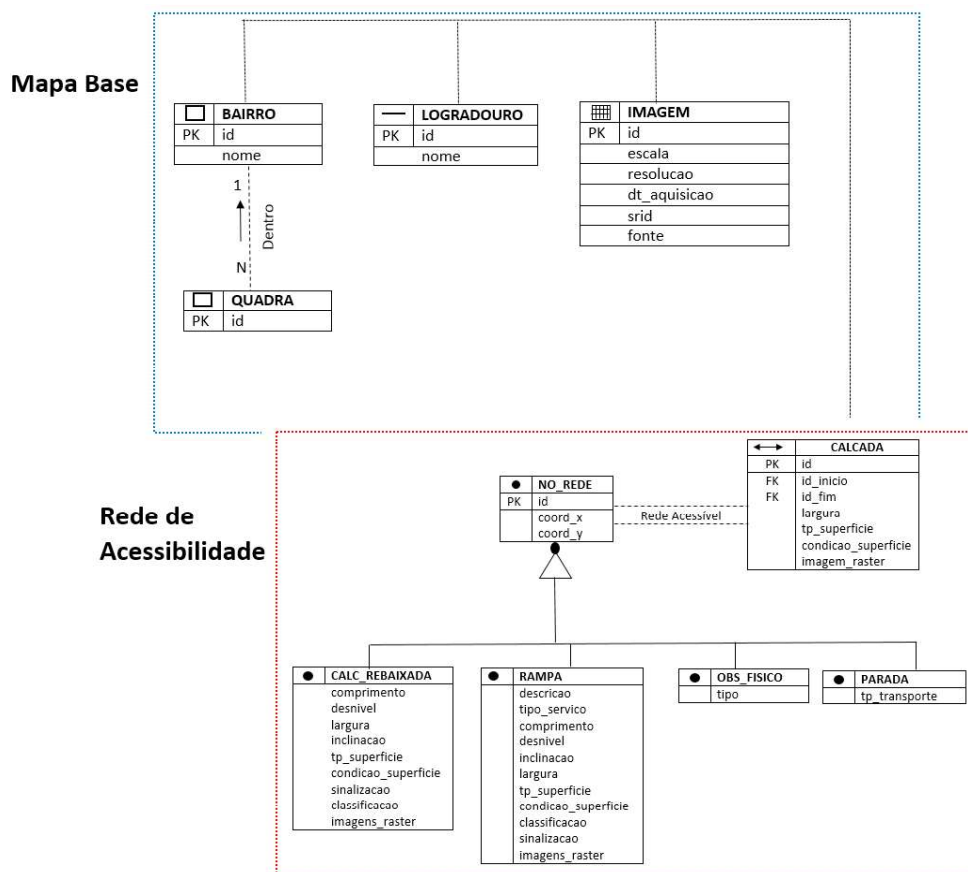 Mapa Base
BAIRRO
PK id
nome
LOGRADOURO
PK id
nome
IMAGEM
PK id
escala
resolucao
dt_aquisicao
srid
fonte
1
Dentro
N
QUADRA
PK id
Rede de
Acessibilidade
NO_REDE
PK id
coord_x
coord_y
Rede Acessível
CALCADA
PK id
FK id_inicio
FK id_fim
largura
tp_superficie
condicao_superficie
imagem_raster
CALC_REBAIXADA
comprimento
desnivel
largura
inclinacao
tp_superficie
condicao_superficie
sinalizacao
classificacao
imagens_raster
RAMPA
descricao
tipo_servico
comprimento
desnivel
inclinacao
largura
tp_superficie
condicao_superficie
classificacao
sinalizacao
imagens_raster
OBS_FISICO
tipo
PARADA
tp_transporte